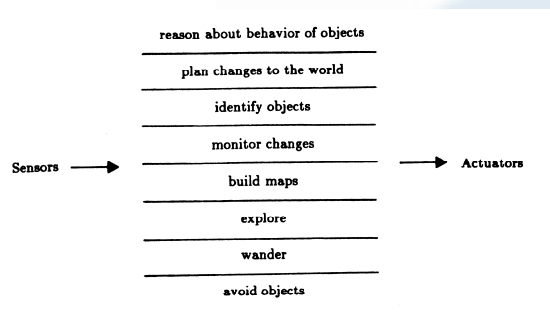 reason about behavior of objects
plan changes to the world
identify objects
monitor changes
Sensors
Actuators
build maps
explore
wander
avoid objects